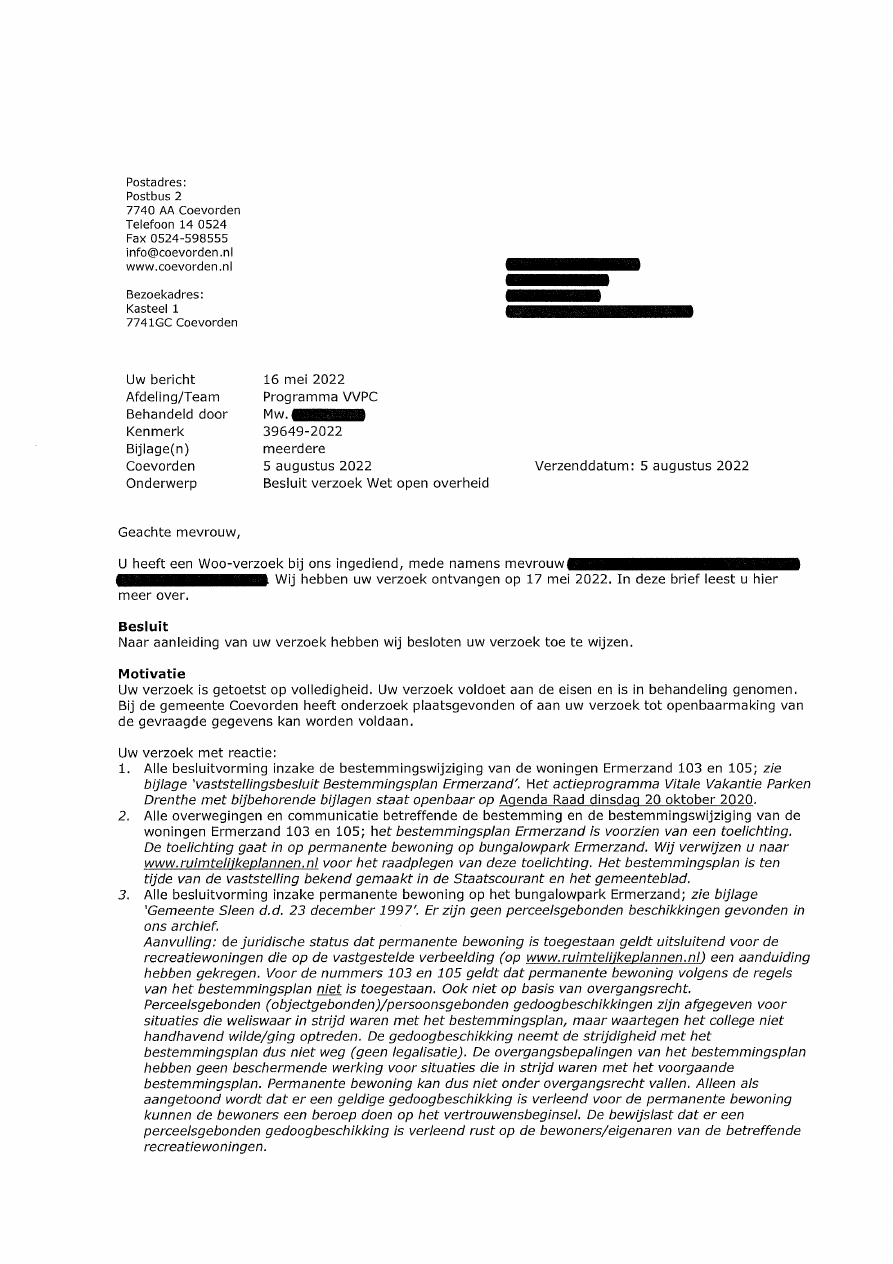 Postadres:
Postbus 2
7740 AA Coevorden
Telefoon 14 0524
Fax 0524-598555
info@coevorden.nl
www.coevorden.nl
Bezoekadres:
Kasteel 1
7741GC Coevorden
Uw bericht 16 mei 2022
Afdeling/Team Programma VVPC
Behandeld door Mw.
Kenmerk 39649-2022
Bijlage(n) meerdere
Coevorden 5 augustus 2022 Verzenddatum: 5 augustus 2022
Onderwerp Besluit verzoek Wet open overheid
Geachte mevrouw,
U heeft een Woo-verzoek bij ons ingediend, mede namens mevrouw
. Wij hebben uw verzoek ontvangen op 17 mei 2022. In deze brief leest u hier
meer over.
Besluit
Naar aanleiding van uw verzoek hebben wij besloten uw verzoek toe te wijzen.
Motivatie
Uw verzoek is getoetst op volledigheid. Uw verzoek voldoet aan de eisen en is in behandeling genomen.
Bij de gemeente Coevorden heeft onderzoek plaatsgevonden of aan uw verzoek tot openbaarmaking van
de gevraagde gegevens kan worden voldaan.
Uw verzoek met reactie:
1. Alle besluitvorming inzake de bestemmingswijziging van de woningen Ermerzand 103 en 105; zie
bijlage 'vaststellingsbesluit Bestemmingsplan Ermerzand'. Het actieprogramma Vitale Vakantie Parken
Drenthe met bijbehorende bijlagen staat openbaar op Agenda Raad dinsdag 20 oktober 2020.
2. Alle overwegingen en communicatie betreffende de bestemming en de bestemmingswijziging van de
woningen Ermerzand 103 en 105; het bestemmingsplan Ermerzand is voorzien van een toelichting.
De toelichting gaat in op permanente bewoning op bungalowpark Ermerzand. Wij verwijzen u naar
www.ruimtelijkeplannen.nl voor het raadplegen van deze toelichting. Het bestemmingsplan is ten
tijde van de vaststelling bekend gemaakt in de Staatscourant en het gemeenteblad.
3. Alle besluitvorming inzake permanente bewoning op het bungalowpark Ermerzand; zie bijlage
'Gemeente Sleen d.d. 23 december 1997'. Er zijn geen perceelsgebonden beschikkingen gevonden in
ons archief.
Aanvulling: de juridische status dat permanente bewoning is toegestaan geldt uitsluitend voor de
recreatiewoningen die op de vastgestelde verbeelding (op www.ruimtelijkeplannen.nl) een aanduiding
hebben gekregen. Voor de nummers 103 en 105 geldt dat permanente bewoning volgens de regels
van het bestemmingsplan niet is toegestaan. Ook niet op basis van overgangsrecht.
Perceelsgebonden (objectgebonden)/persoonsgebonden gedoogbeschikkingen zijn afgegeven voor
situaties die weliswaar in strijd waren met het bestemmingsplan, maar waartegen het college niet
handhavend wilde/ging optreden. De gedoogbeschikking neemt de strijdigheid met het
bestemmingsplan dus niet weg (geen legalisatie). De overgangsbepalingen van het bestemmingsplan
hebben geen beschermende werking voor situaties die in strijd waren met het voorgaande
bestemmingsplan. Permanente bewoning kan dus niet onder overgangsrecht vallen. Alleen als
aangetoond wordt dat er een geldige gedoogbeschikking is verleend voor de permanente bewoning
kunnen de bewoners een beroep doen op het vertrouwensbeginsel. De bewijslast dat er een
perceelsgebonden gedoogbeschikking is verleend rust op de bewoners/eigenaren van de betreffende
recreatiewoningen.